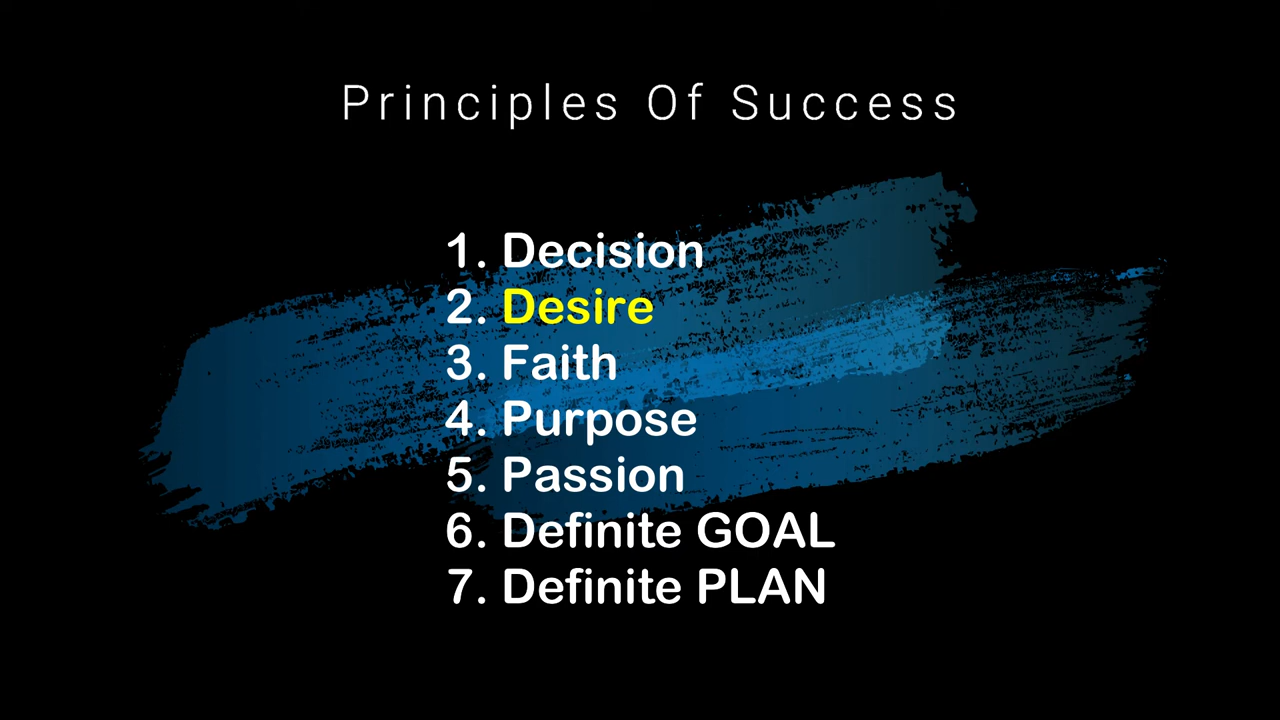 Principles Of Success
1. Decision
2. Desire
3. Faith
4. Purpose
5. Passion
6. Definite GOAL
7. Definite PLAN